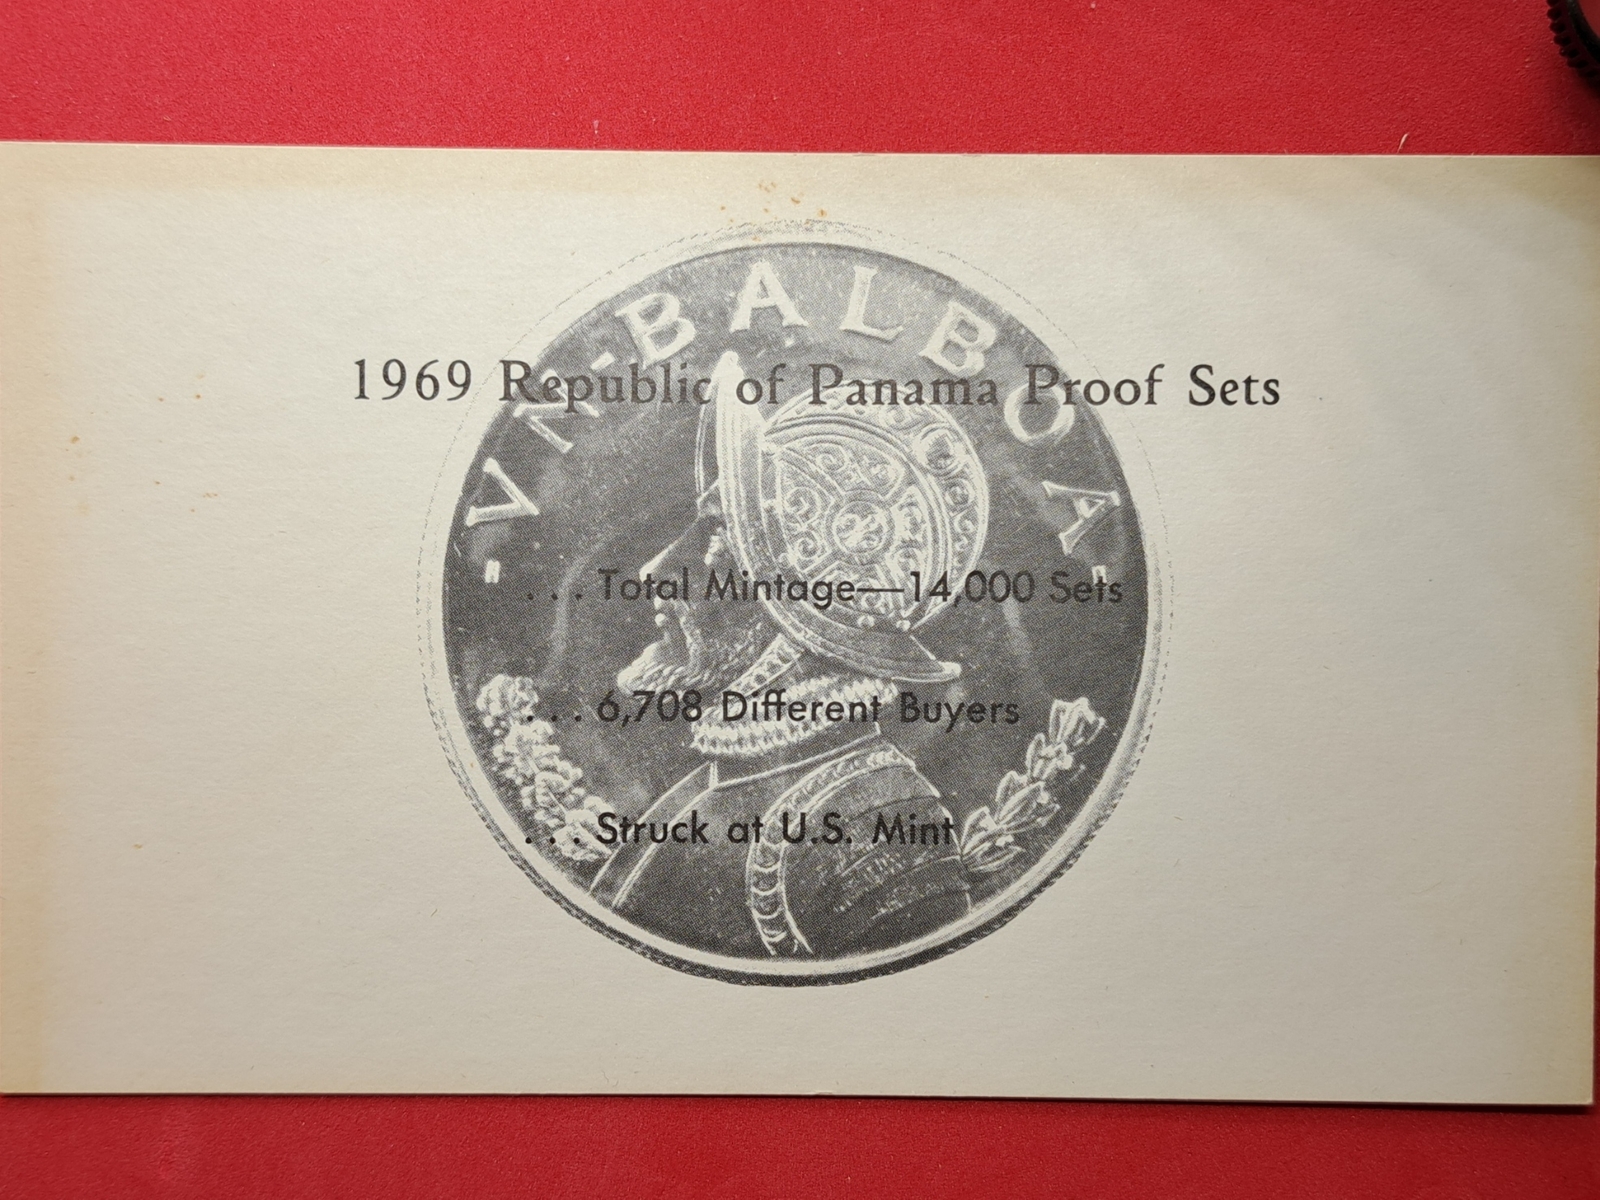 VN-BALBOA
1969 Republic of Panama Proof Sets
...Total Mintage—14,000 Sets
...6,708 Different Buyers
...Struck at U.S. Mint